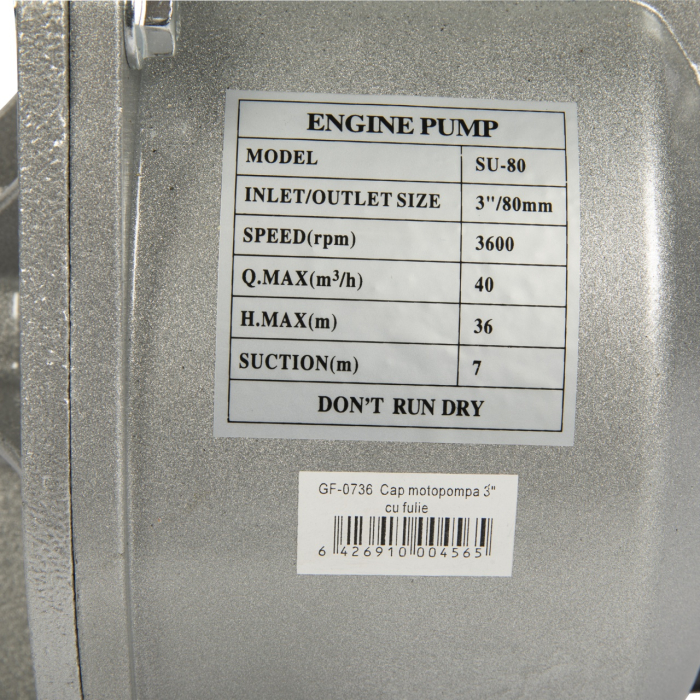 ENGINE PUMP
MODEL SU-80
INLET/OUTLET SIZE 3"/80mm
SPEED(rpm) 3600
Q.MAX(m³/h) 40
H.MAX(m) 36
SUCTION(m) 7
DON'T RUN DRY
GF-0736 Cap motopompa 3"
cu fulie
6 426910 004565